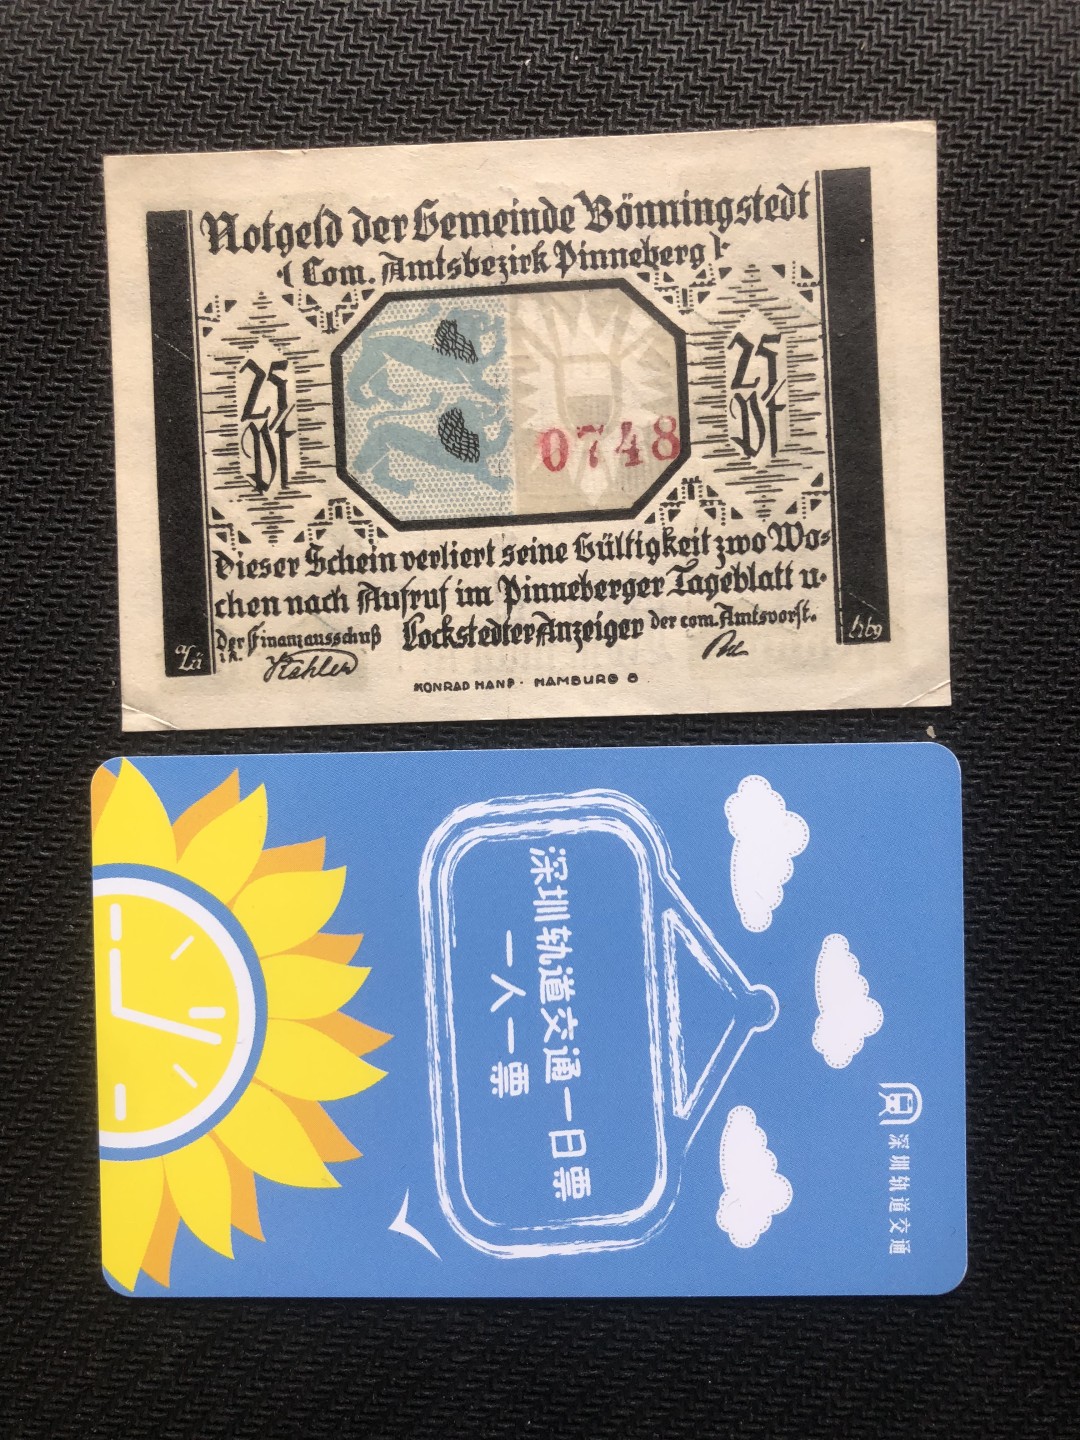 Notgeld der Gemeinde Bönningstedt
(Com. Amtsbezirk Pinneberg)
25
Pf
25
Pf
0748
Dieser Schein verliert seine Gültigkeit zwo Wo=
chen nach Aufruf im Pinneberger Tageblatt u.
Lockstedter Anzeiger
Der Finanzausschuß
i.A.
der com. Amtsvorst.
KONRAD HANF · HAMBURG 8
深圳轨道交通一日票
一人一票
深圳轨道交通